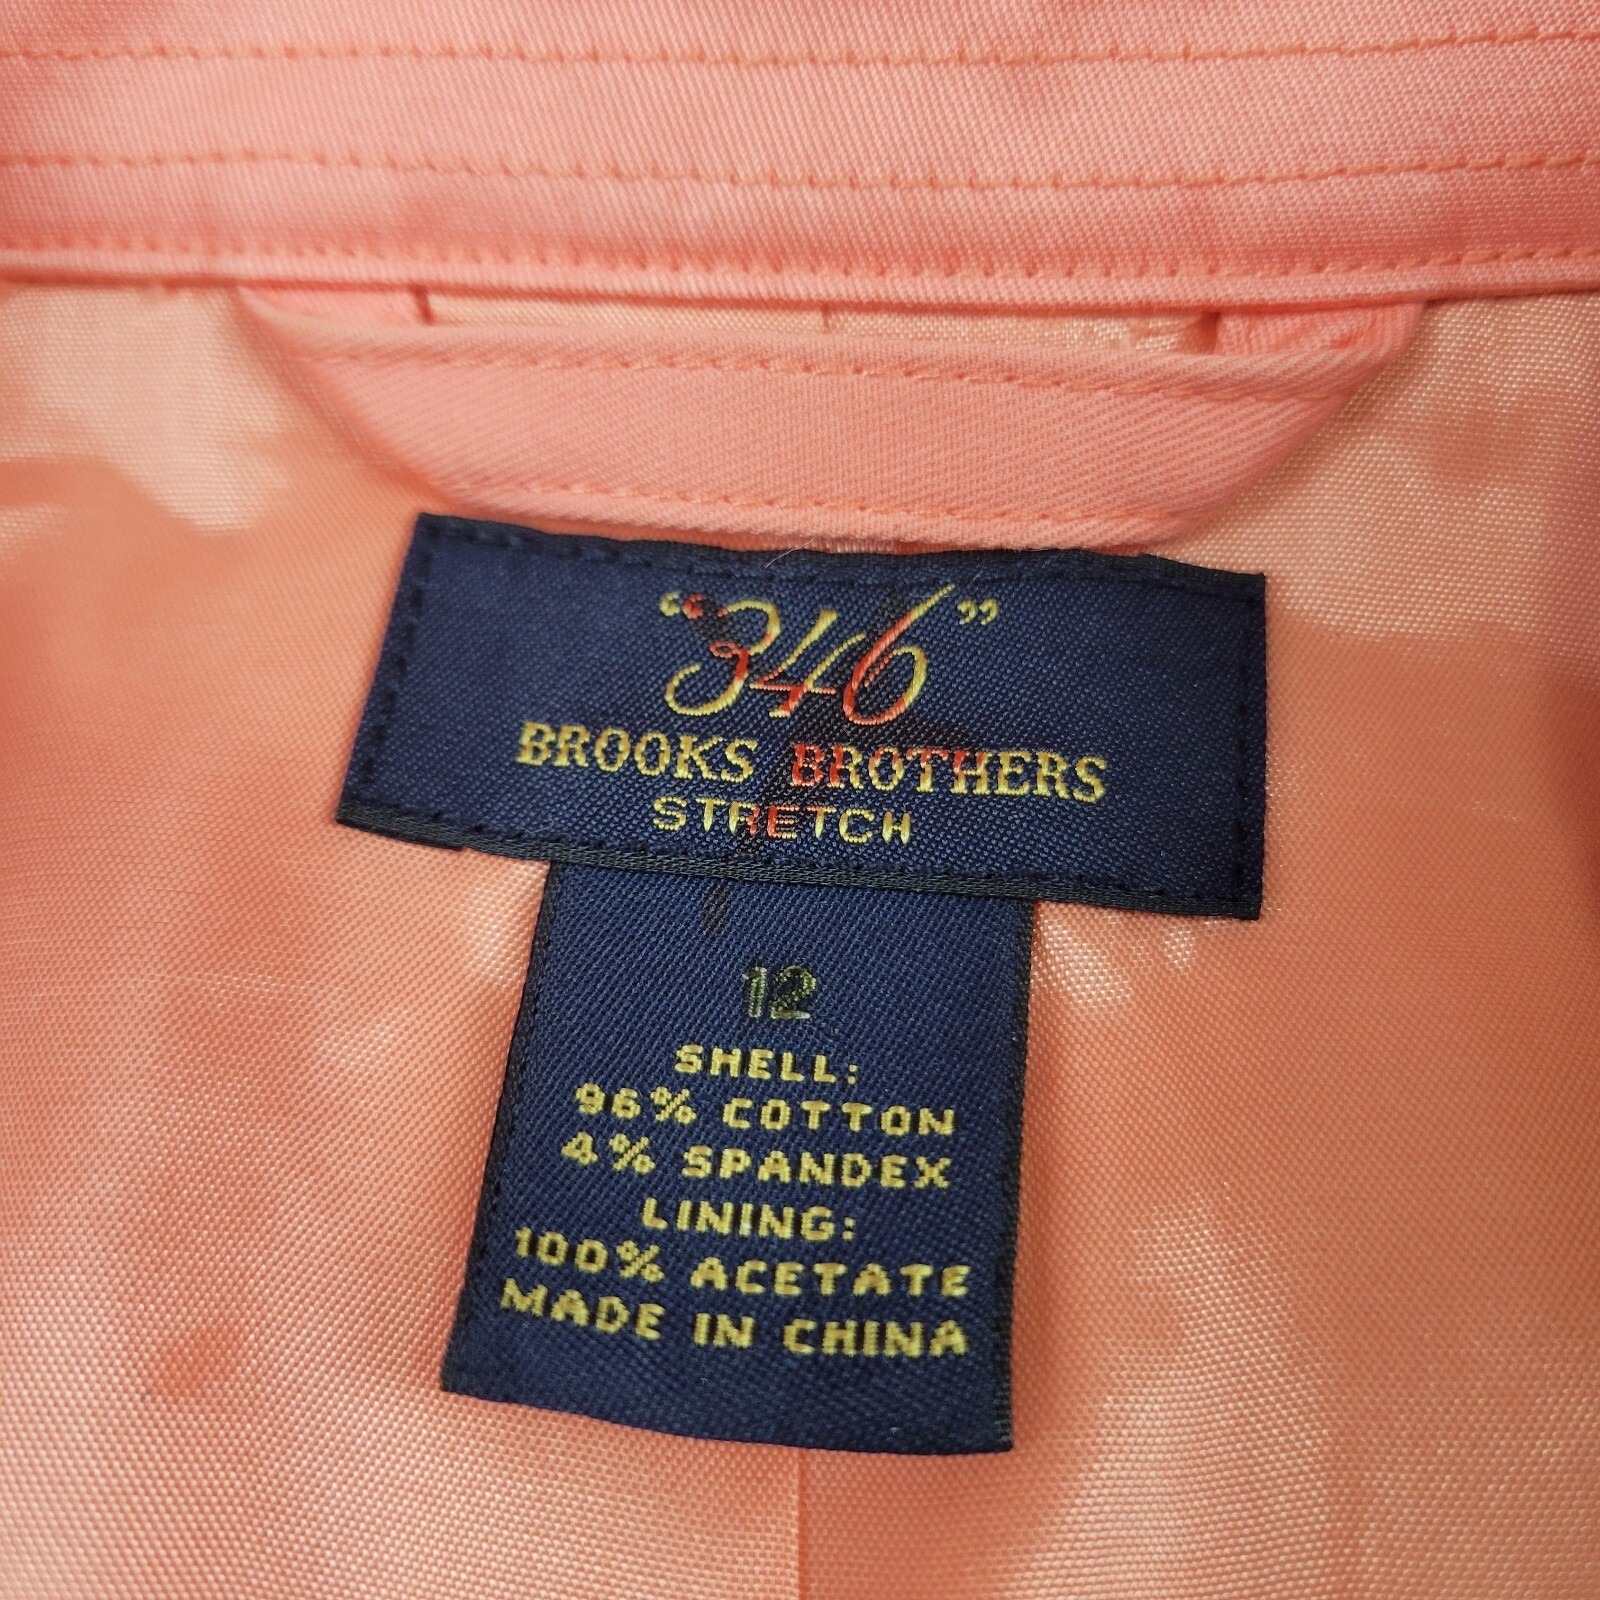 “346”
BROOKS BROTHERS
STRETCH
12
SHELL:
96% COTTON
4% SPANDEX
LINING:
100% ACETATE
MADE IN CHINA